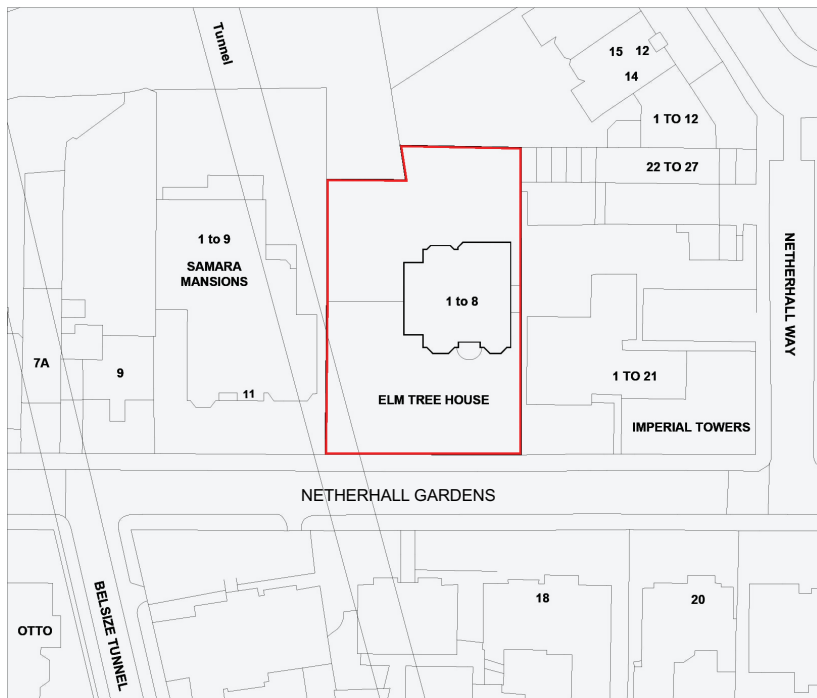 Tunnel
15 12
14
1 TO 12
22 TO 27
1 to 9
SAMARA
MANSIONS
1 to 8
NETHERHALL WAY
7A
9
11
ELM TREE HOUSE
1 TO 21
IMPERIAL TOWERS
NETHERHALL GARDENS
BELSIZE TUNNEL
OTTO
18
20